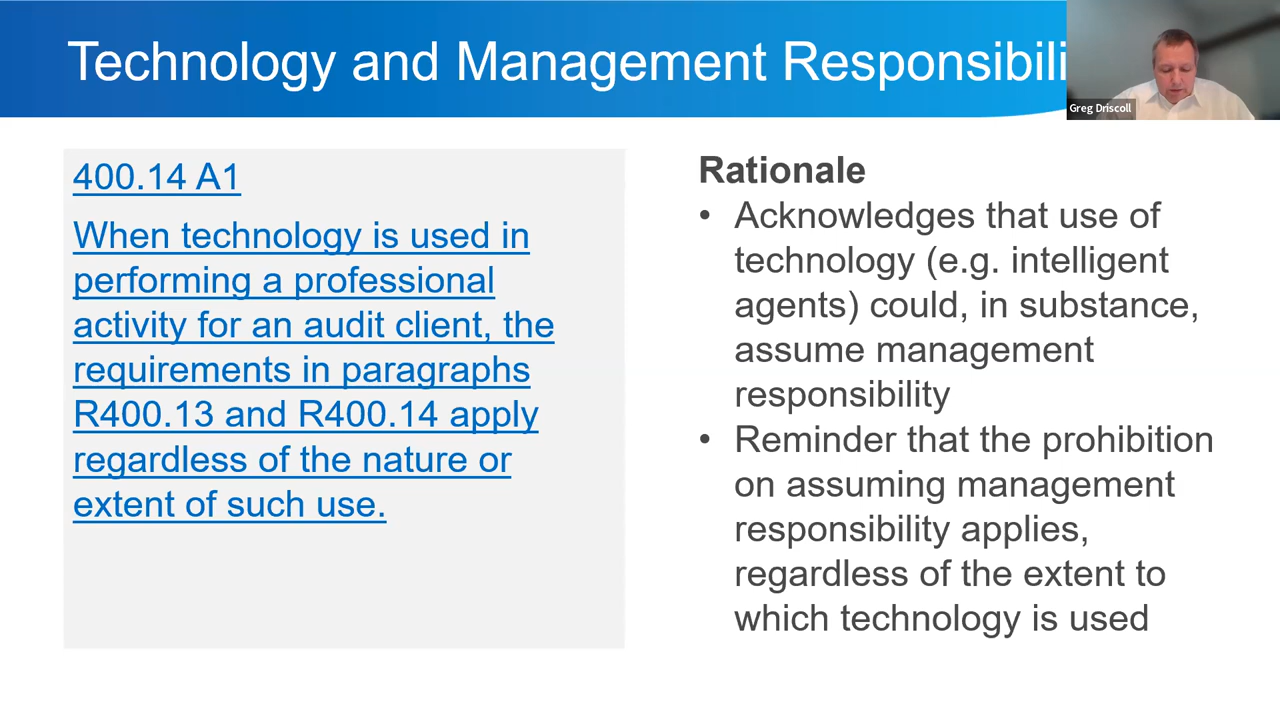 Technology and Management Responsibili
Greg Driscoll
400.14 A1
When technology is used in
performing a professional
activity for an audit client, the
requirements in paragraphs
R400.13 and R400.14 apply
regardless of the nature or
extent of such use.
Rationale
• Acknowledges that use of
technology (e.g. intelligent
agents) could, in substance,
assume management
responsibility
• Reminder that the prohibition
on assuming management
responsibility applies,
regardless of the extent to
which technology is used